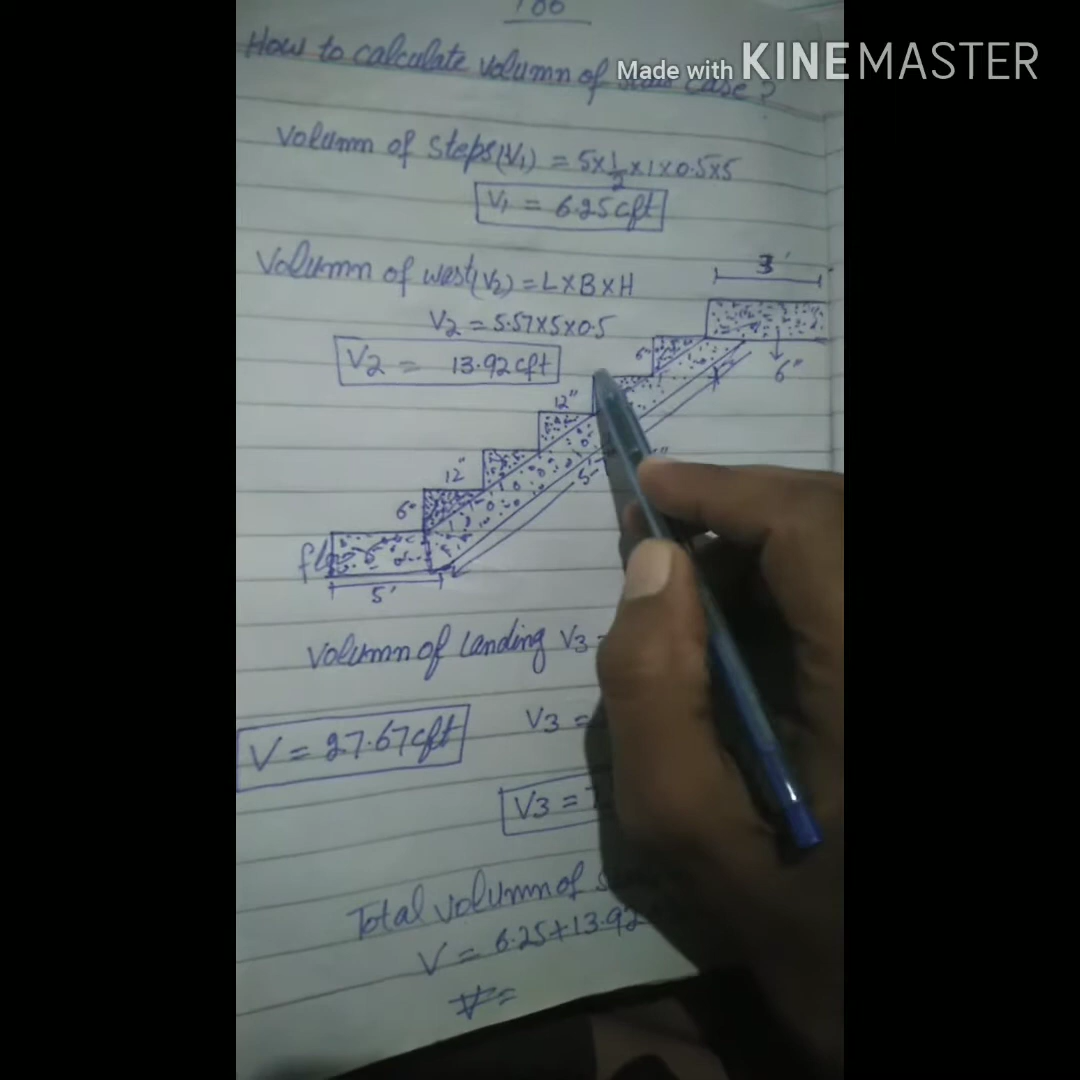 Made with KINEMASTER
How to calculate volumn of case?
Volumn of steps(V₁) = 5×1/2×1×0.5×5
V₁ = 6.25 cft
Volumn of wast(V₂) = L×B×H
V₂ = 5.57×5×0.5
V₂ = 13.92 cft
3'
6"
6"
12"
12"
6"
5'
5-
Volumn of Landing V3 =
V3 =
V = 27.67 cft
V3 = 7
Total volumn of s
V = 6.25+13.92
V =